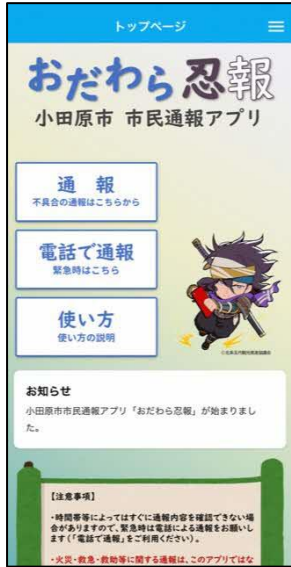 トップページ
おだわら忍報
小田原市 市民通報アプリ
通 報
不具合の通報はこちらから
電話で通報
緊急時はこちら
使い方
使い方の説明
お知らせ
小田原市市民通報アプリ「おだわら忍報」が始まりまし
た。
【注意事項】
・時間帯等によってはすぐに通報内容を確認できない場
合がありますので、緊急時は電話による通報をお願いし
ます(「電話で通報」をご利用ください)。
・火災・救急・救助等に関する通報は、このアプリではな